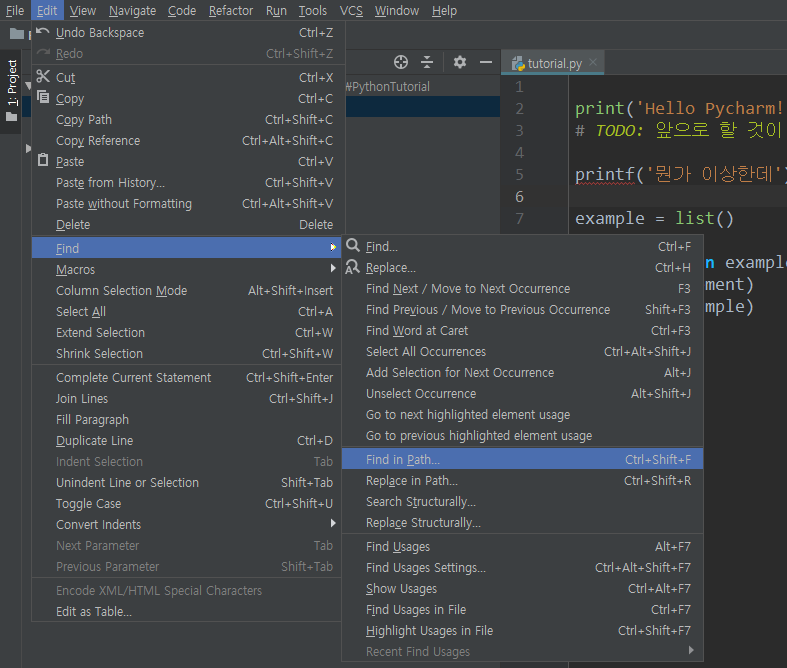 File Edit View Navigate Code Refactor Run Tools VCS Window Help
1: Project
#PythonTutorial
Undo Backspace Ctrl+Z
Redo Ctrl+Shift+Z
Cut Ctrl+X
Copy Ctrl+C
Copy Path Ctrl+Shift+C
Copy Reference Ctrl+Alt+Shift+C
Paste Ctrl+V
Paste from History... Ctrl+Shift+V
Paste without Formatting Ctrl+Alt+Shift+V
Delete Delete
Find
Macros
Column Selection Mode Alt+Shift+Insert
Select All Ctrl+A
Extend Selection Ctrl+W
Shrink Selection Ctrl+Shift+W
Complete Current Statement Ctrl+Shift+Enter
Join Lines Ctrl+Shift+J
Fill Paragraph
Duplicate Line Ctrl+D
Indent Selection Tab
Unindent Line or Selection Shift+Tab
Toggle Case Ctrl+Shift+U
Convert Indents
Next Parameter Tab
Previous Parameter Shift+Tab
Encode XML/HTML Special Characters
Edit as Table...
Find... Ctrl+F
Replace... Ctrl+H
Find Next / Move to Next Occurrence F3
Find Previous / Move to Previous Occurrence Shift+F3
Find Word at Caret Ctrl+F3
Select All Occurrences Ctrl+Alt+Shift+J
Add Selection for Next Occurrence Alt+J
Unselect Occurrence Alt+Shift+J
Go to next highlighted element usage
Go to previous highlighted element usage
Find in Path... Ctrl+Shift+F
Replace in Path... Ctrl+Shift+R
Search Structurally...
Replace Structurally...
Find Usages Alt+F7
Find Usages Settings... Ctrl+Alt+Shift+F7
Show Usages Ctrl+Alt+F7
Find Usages in File Ctrl+F7
Highlight Usages in File Ctrl+Shift+F7
Recent Find Usages
tutorial.py
1
2 print('Hello Pycharm!
3 # TODO: 앞으로 할 것이
4
5 printf('뭔가 이상한데')
6
7 example = list()
n example
ment)
mple)